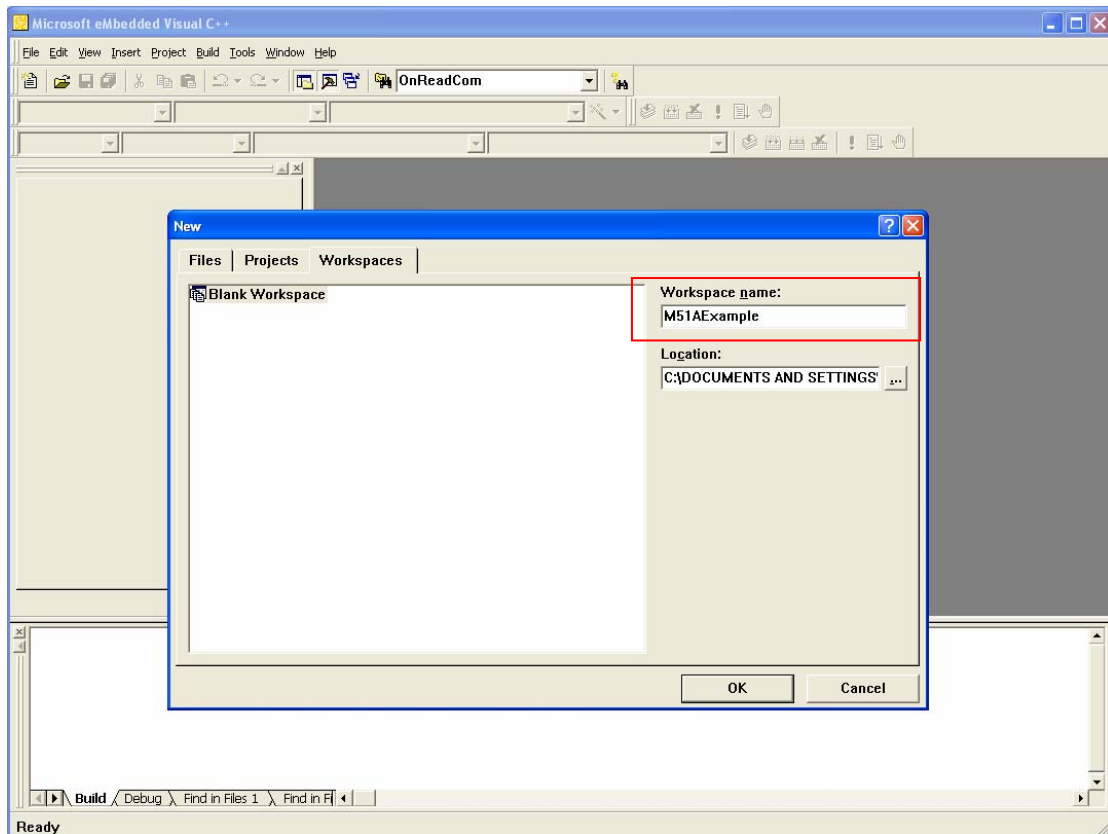 Microsoft eMbedded Visual C++
File Edit View Insert Project Build Tools Window Help
OnReadCom
New
Files Projects Workspaces
Blank Workspace
Workspace name:
M51AExample
Location:
C:\DOCUMENTS AND SETTINGS' ...
OK Cancel
Build Debug Find in Files 1 Find in Fi
Ready